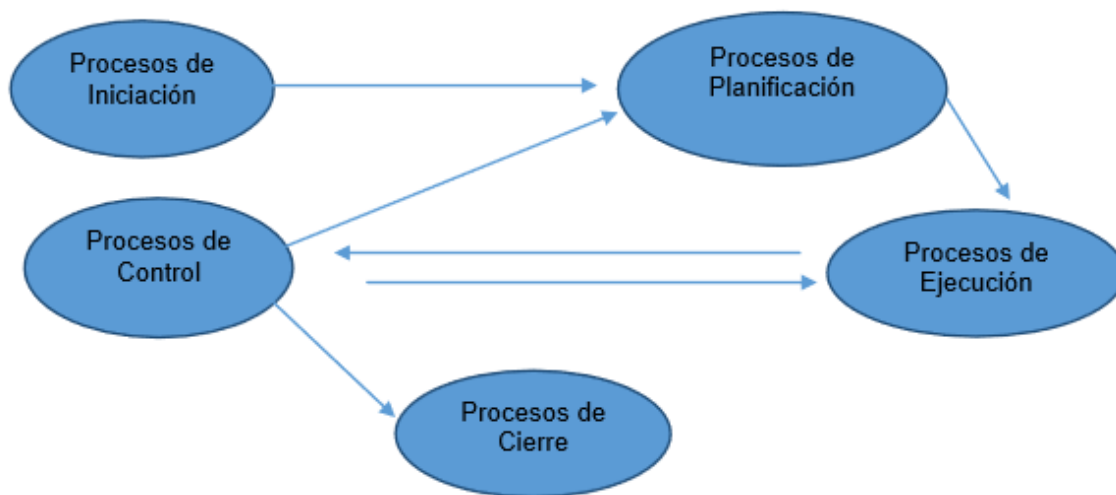 Procesos de
Iniciación
Procesos de
Planificación
Procesos de
Control
Procesos de
Ejecución
Procesos de
Cierre